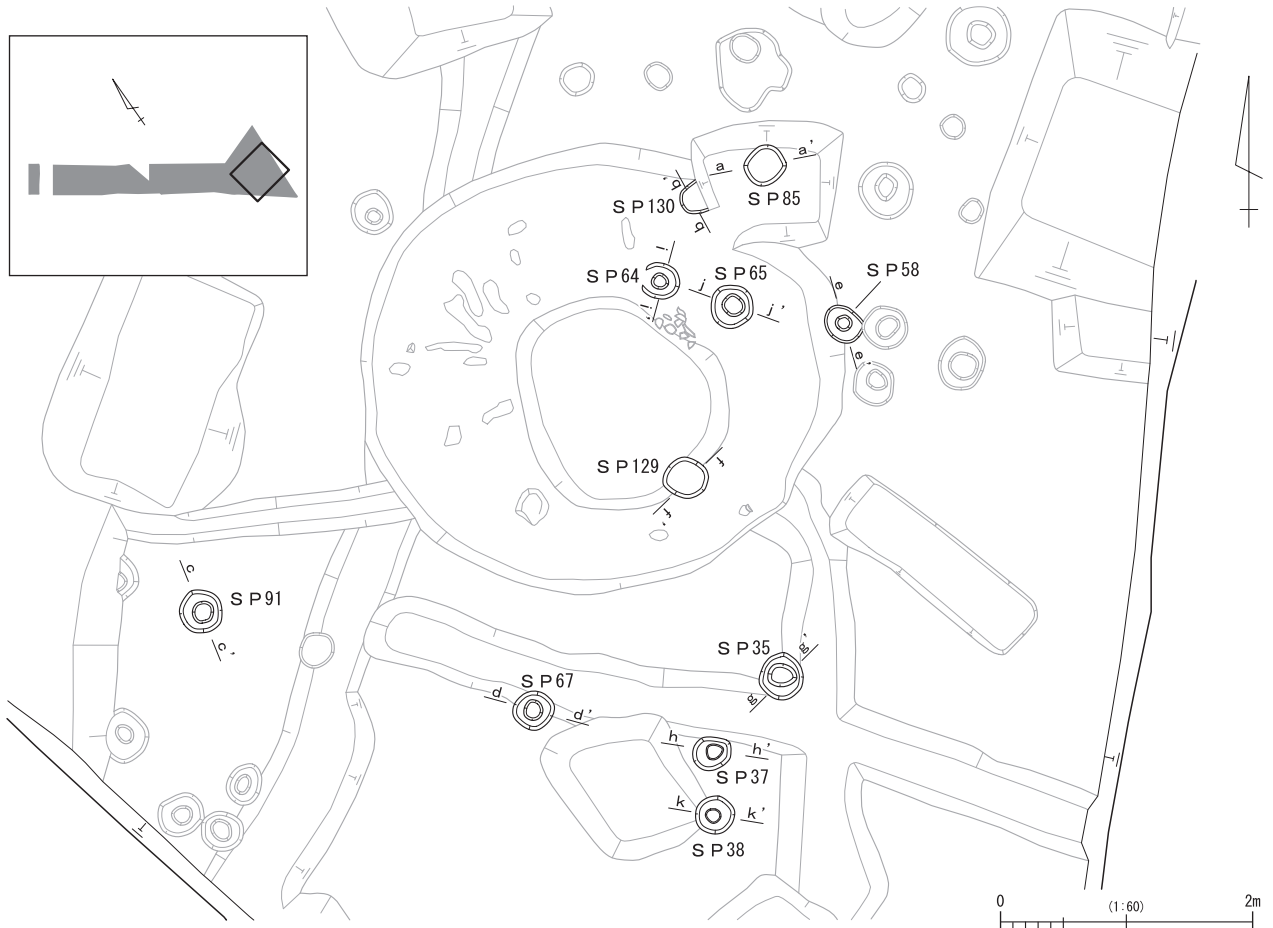 a a'
SP85
b' b
SP130
i i'
SP64
j j'
SP65
SP58
e e'
SP129
f f'
c c'
SP91
SP35
g' g
SP67
d d'
h h'
SP37
k k'
SP38
0 (1:60) 2m